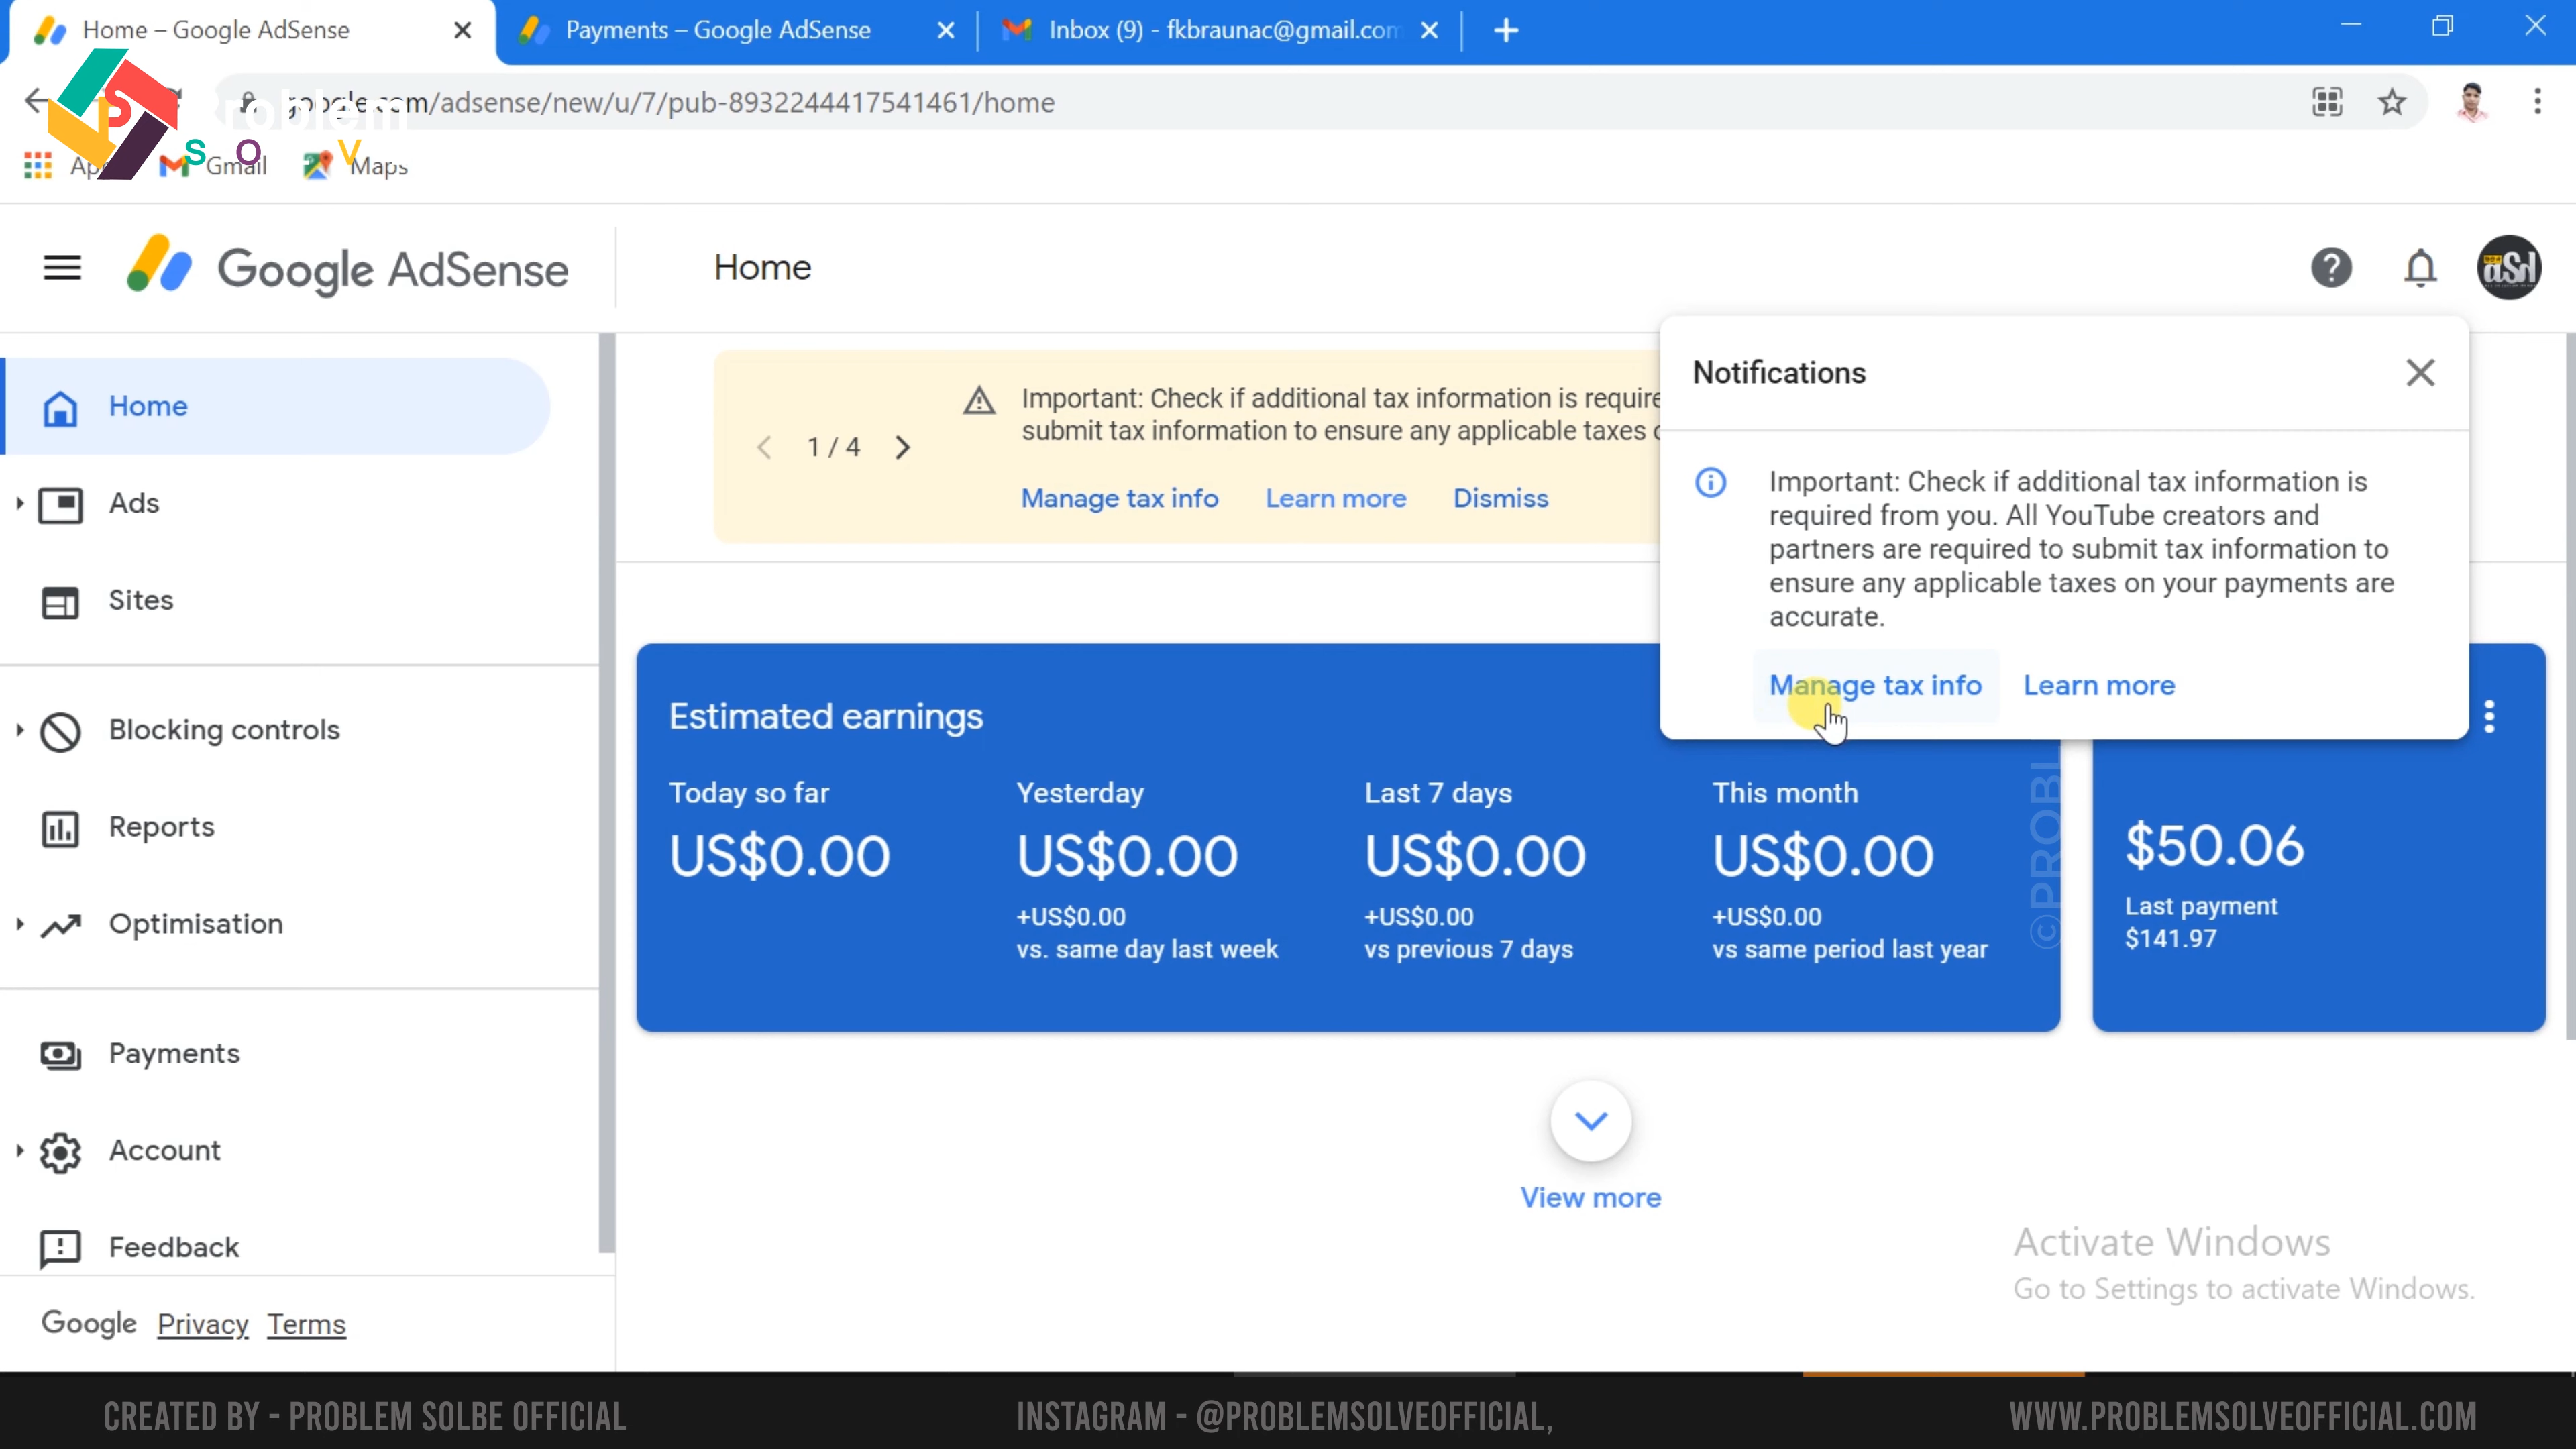 Home – Google AdSense
Payments – Google AdSense
Inbox (9) - fkbraunac@gmail.com
google.com/adsense/new/u/7/pub-8932244417541461/home
Problem
S O V
Gmail
Maps
Google AdSense
Home
Notifications
Important: Check if additional tax information is
required from you. All YouTube creators and
partners are required to submit tax information to
ensure any applicable taxes on your payments are
accurate.
Manage tax info
Learn more
Home
Ads
Sites
Blocking controls
Reports
Optimisation
Payments
Account
Feedback
Google Privacy Terms
1 / 4
Important: Check if additional tax information is
submit tax information to ensure any applicable taxes
Manage tax info
Learn more
Dismiss
Estimated earnings
Today so far
US$0.00
Yesterday
US$0.00
+US$0.00
vs. same day last week
Last 7 days
US$0.00
+US$0.00
vs previous 7 days
This month
US$0.00
+US$0.00
vs same period last year
$50.06
Last payment
$141.97
View more
Activate Windows
Go to Settings to activate Windows.
CREATED BY - PROBLEM SOLBE OFFICIAL
INSTAGRAM - @PROBLEMSOLVEOFFICIAL,
WWW.PROBLEMSOLVEOFFICIAL.COM